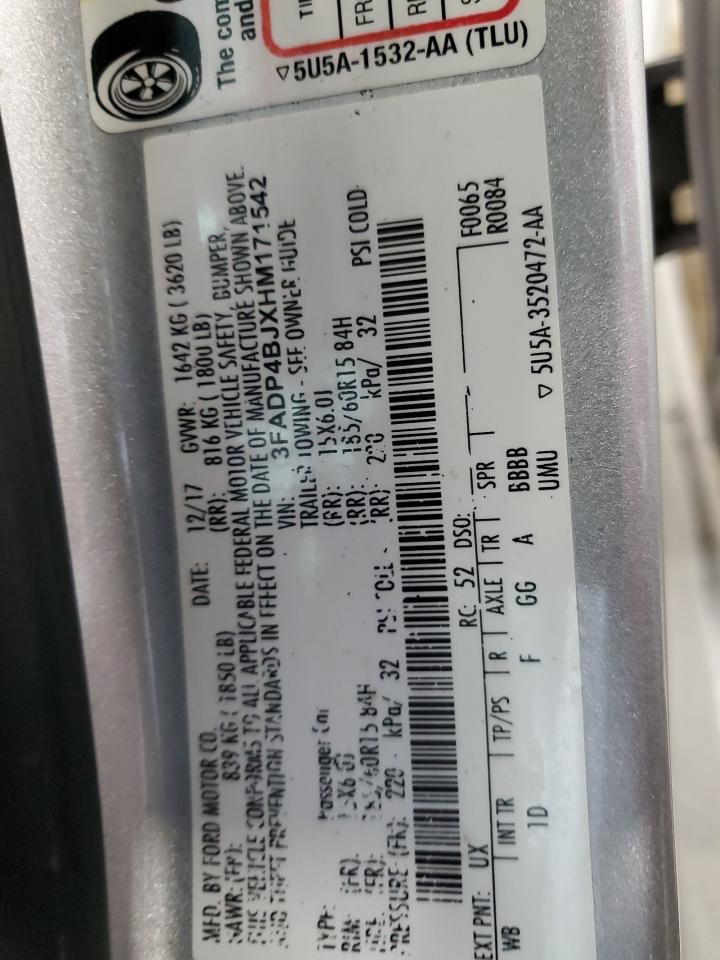 The com
and
TI
FR
R
S
▽5U5A-1532-AA (TLU)
MFD. BY FORD MOTOR CO. DATE: 12/17 GVWR: 1642 KG ( 3620 LB)
GAWR: (FR): 839 KG ( 1850 LB) (RR): 816 KG ( 1800 LB)
THIS VEHICLE CONFORMS TO ALL APPLICABLE FEDERAL MOTOR VEHICLE SAFETY, BUMPER,
AND THEFT PREVENTION STANDARDS IN EFFECT ON THE DATE OF MANUFACTURE SHOWN ABOVE.
VIN: 3FADP4BJXHM171542
TYPE: Passenger Car TRAILER TOWING - SEE OWNER GUIDE
RIM: (FR): 15X6.0J (RR): 15X6.0J
TIRE: (FR): 185/60R15 84H (RR): 185/60R15 84H
PRESSURE: (FR): 220 kPa/ 32 PSI COLD (RR): 220 kPa/ 32 PSI COLD
EXT PNT: UX RC: 52 DSO: F0065
WB INT TR TP/PS R AXLE TR SPR R0084
1D F GG A BBBB
UMU
▽ 5U5A-3520472-AA